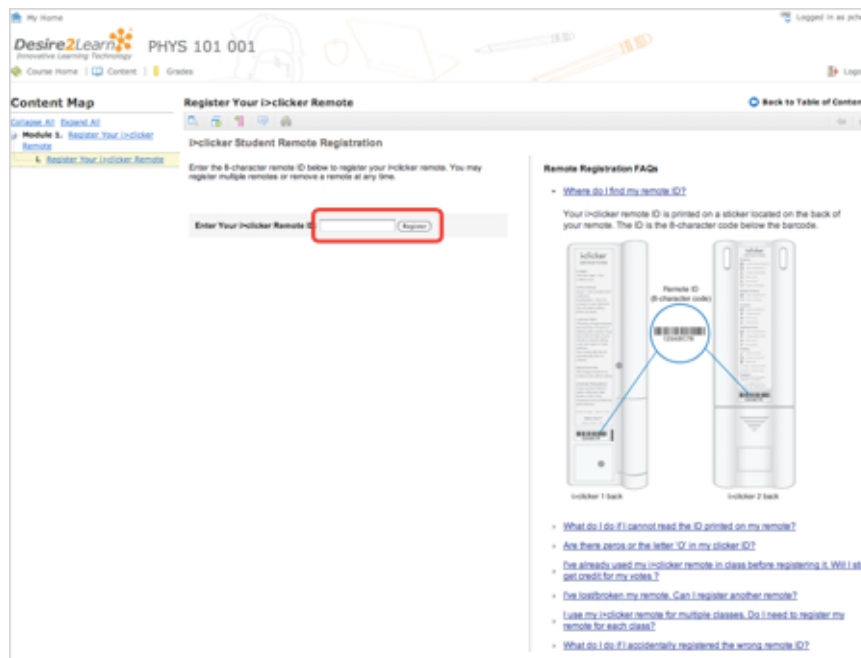 My Home
Logged in as pch
Desire2Learn
Innovative Learning Technology
PHYS 101 001
Course Home
Content
Grades
Logo
Content Map
Collapse All Expand All
Module 1. Register Your i>clicker
Remote
1. Register Your i>clicker Remote
Register Your i>clicker Remote
Back to Table of Conten
i>clicker Student Remote Registration
Enter the 8-character remote ID below to register your i>clicker remote. You may
register multiple remotes or remove a remote at any time.
Enter Your i>clicker Remote ID:
Register
Remote Registration FAQs
Where do I find my remote ID?
Your i>clicker remote ID is printed on a sticker located on the back of
your remote. The ID is the 8-character code below the barcode.
i>clicker
Remote ID
(8-character code)
i>clicker 1 back
i>clicker 2 back
What do I do if I cannot read the ID printed on my remote?
Are there zeros or the letter 'O' in my clicker ID?
I've already used my i>clicker remote in class before registering it. Will I sti
get credit for my votes ?
I've lost/broken my remote. Can I register another remote?
I use my i>clicker remote for multiple classes. Do I need to register my
remote for each class?
What do I do if I accidentally registered the wrong remote ID?